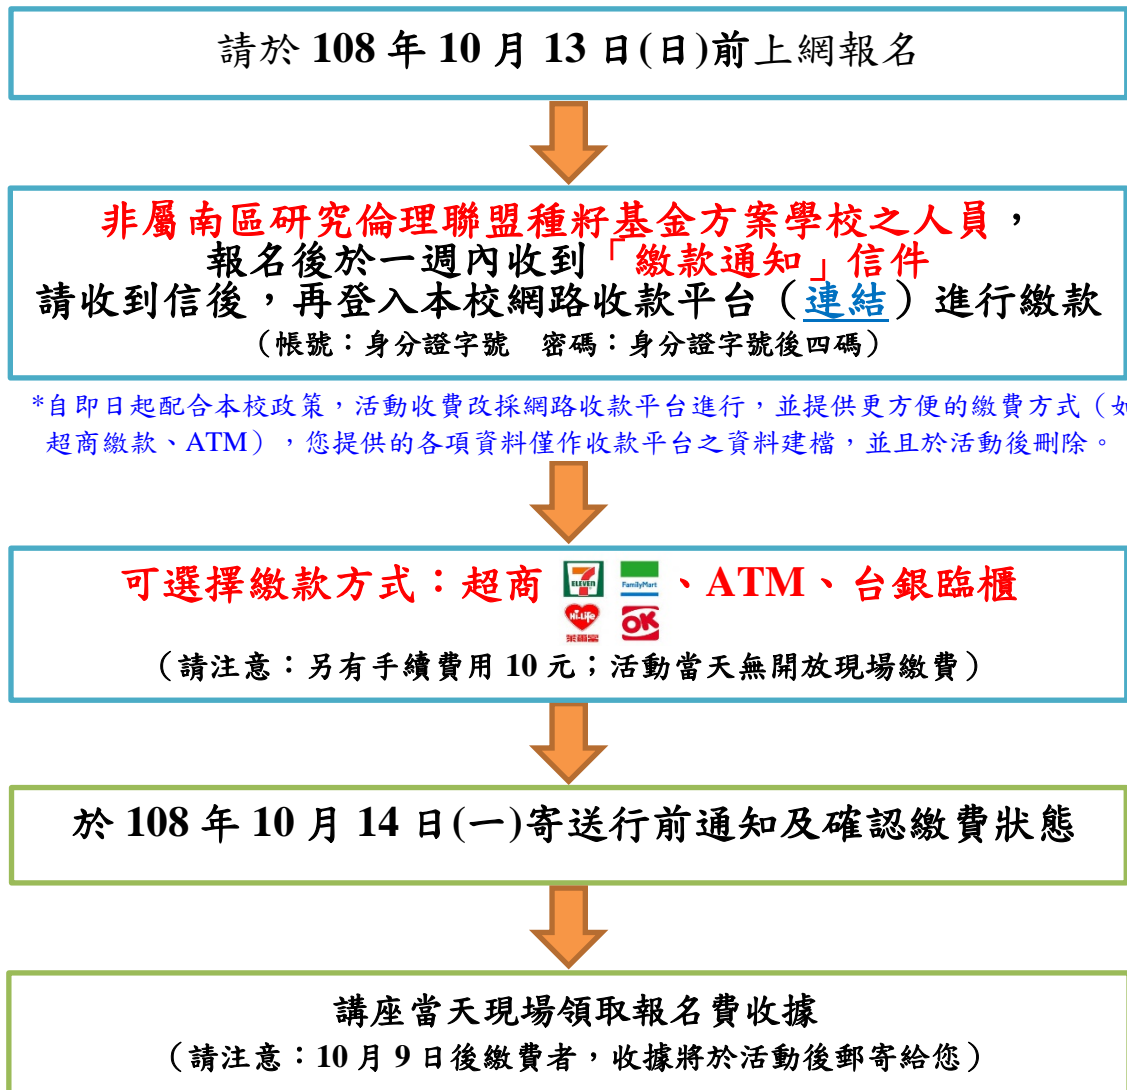 請於 108 年 10 月 13 日(日)前上網報名
非屬南區研究倫理聯盟種籽基金方案學校之人員，
報名後於一週內收到「繳款通知」信件
請收到信後，再登入本校網路收款平台（連結）進行繳款
（帳號：身分證字號　密碼：身分證字號後四碼）
*自即日起配合本校政策，活動收費改採網路收款平台進行，並提供更方便的繳費方式（如
超商繳款、ATM），您提供的各項資料僅作收款平台之資料建檔，並且於活動後刪除。
可選擇繳款方式：超商 7 ELEVEN FamilyMart 、ATM、台銀臨櫃
Hi-Life 萊爾富 OK
（請注意：另有手續費用 10 元；活動當天無開放現場繳費）
於 108 年 10 月 14 日(一)寄送行前通知及確認繳費狀態
講座當天現場領取報名費收據
（請注意：10 月 9 日後繳費者，收據將於活動後郵寄給您）